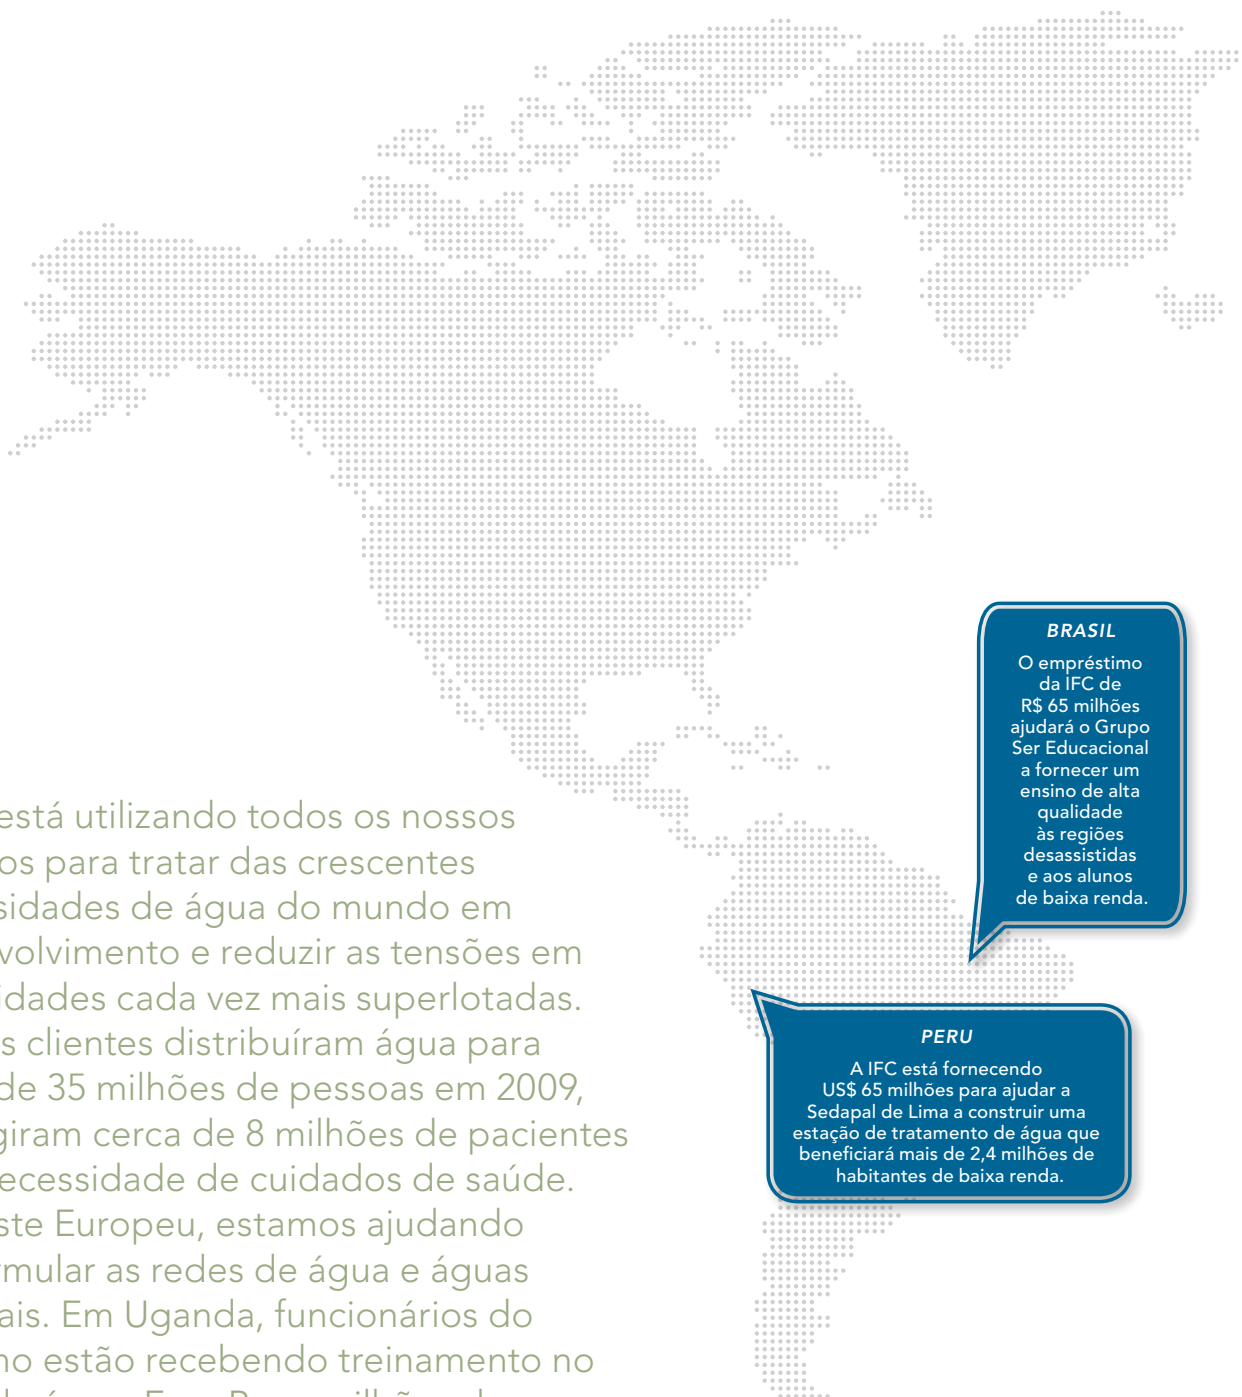 BRASIL
O empréstimo
da IFC de
R$ 65 milhões
ajudará o Grupo
Ser Educacional
a fornecer um
ensino de alta
qualidade
às regiões
desassistidas
e aos alunos
de baixa renda.
está utilizando todos os nossos
os para tratar das crescentes
sidades de água do mundo em
volvimento e reduzir as tensões em
idades cada vez mais superlotadas.
s clientes distribuíram água para
de 35 milhões de pessoas em 2009,
giram cerca de 8 milhões de pacientes
ecessidade de cuidados de saúde.
ste Europeu, estamos ajudando
rmular as redes de água e águas
ais. Em Uganda, funcionários do
no estão recebendo treinamento no
PERU
A IFC está fornecendo
US$ 65 milhões para ajudar a
Sedapal de Lima a construir uma
estação de tratamento de água que
beneficiará mais de 2,4 milhões de
habitantes de baixa renda.